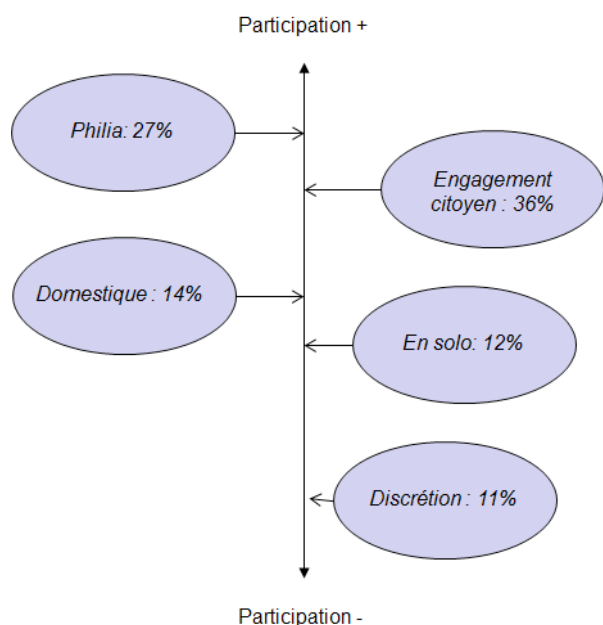 Participation +
Philia: 27%
Engagement
citoyen : 36%
Domestique : 14%
En solo: 12%
Discrétion : 11%
Participation -